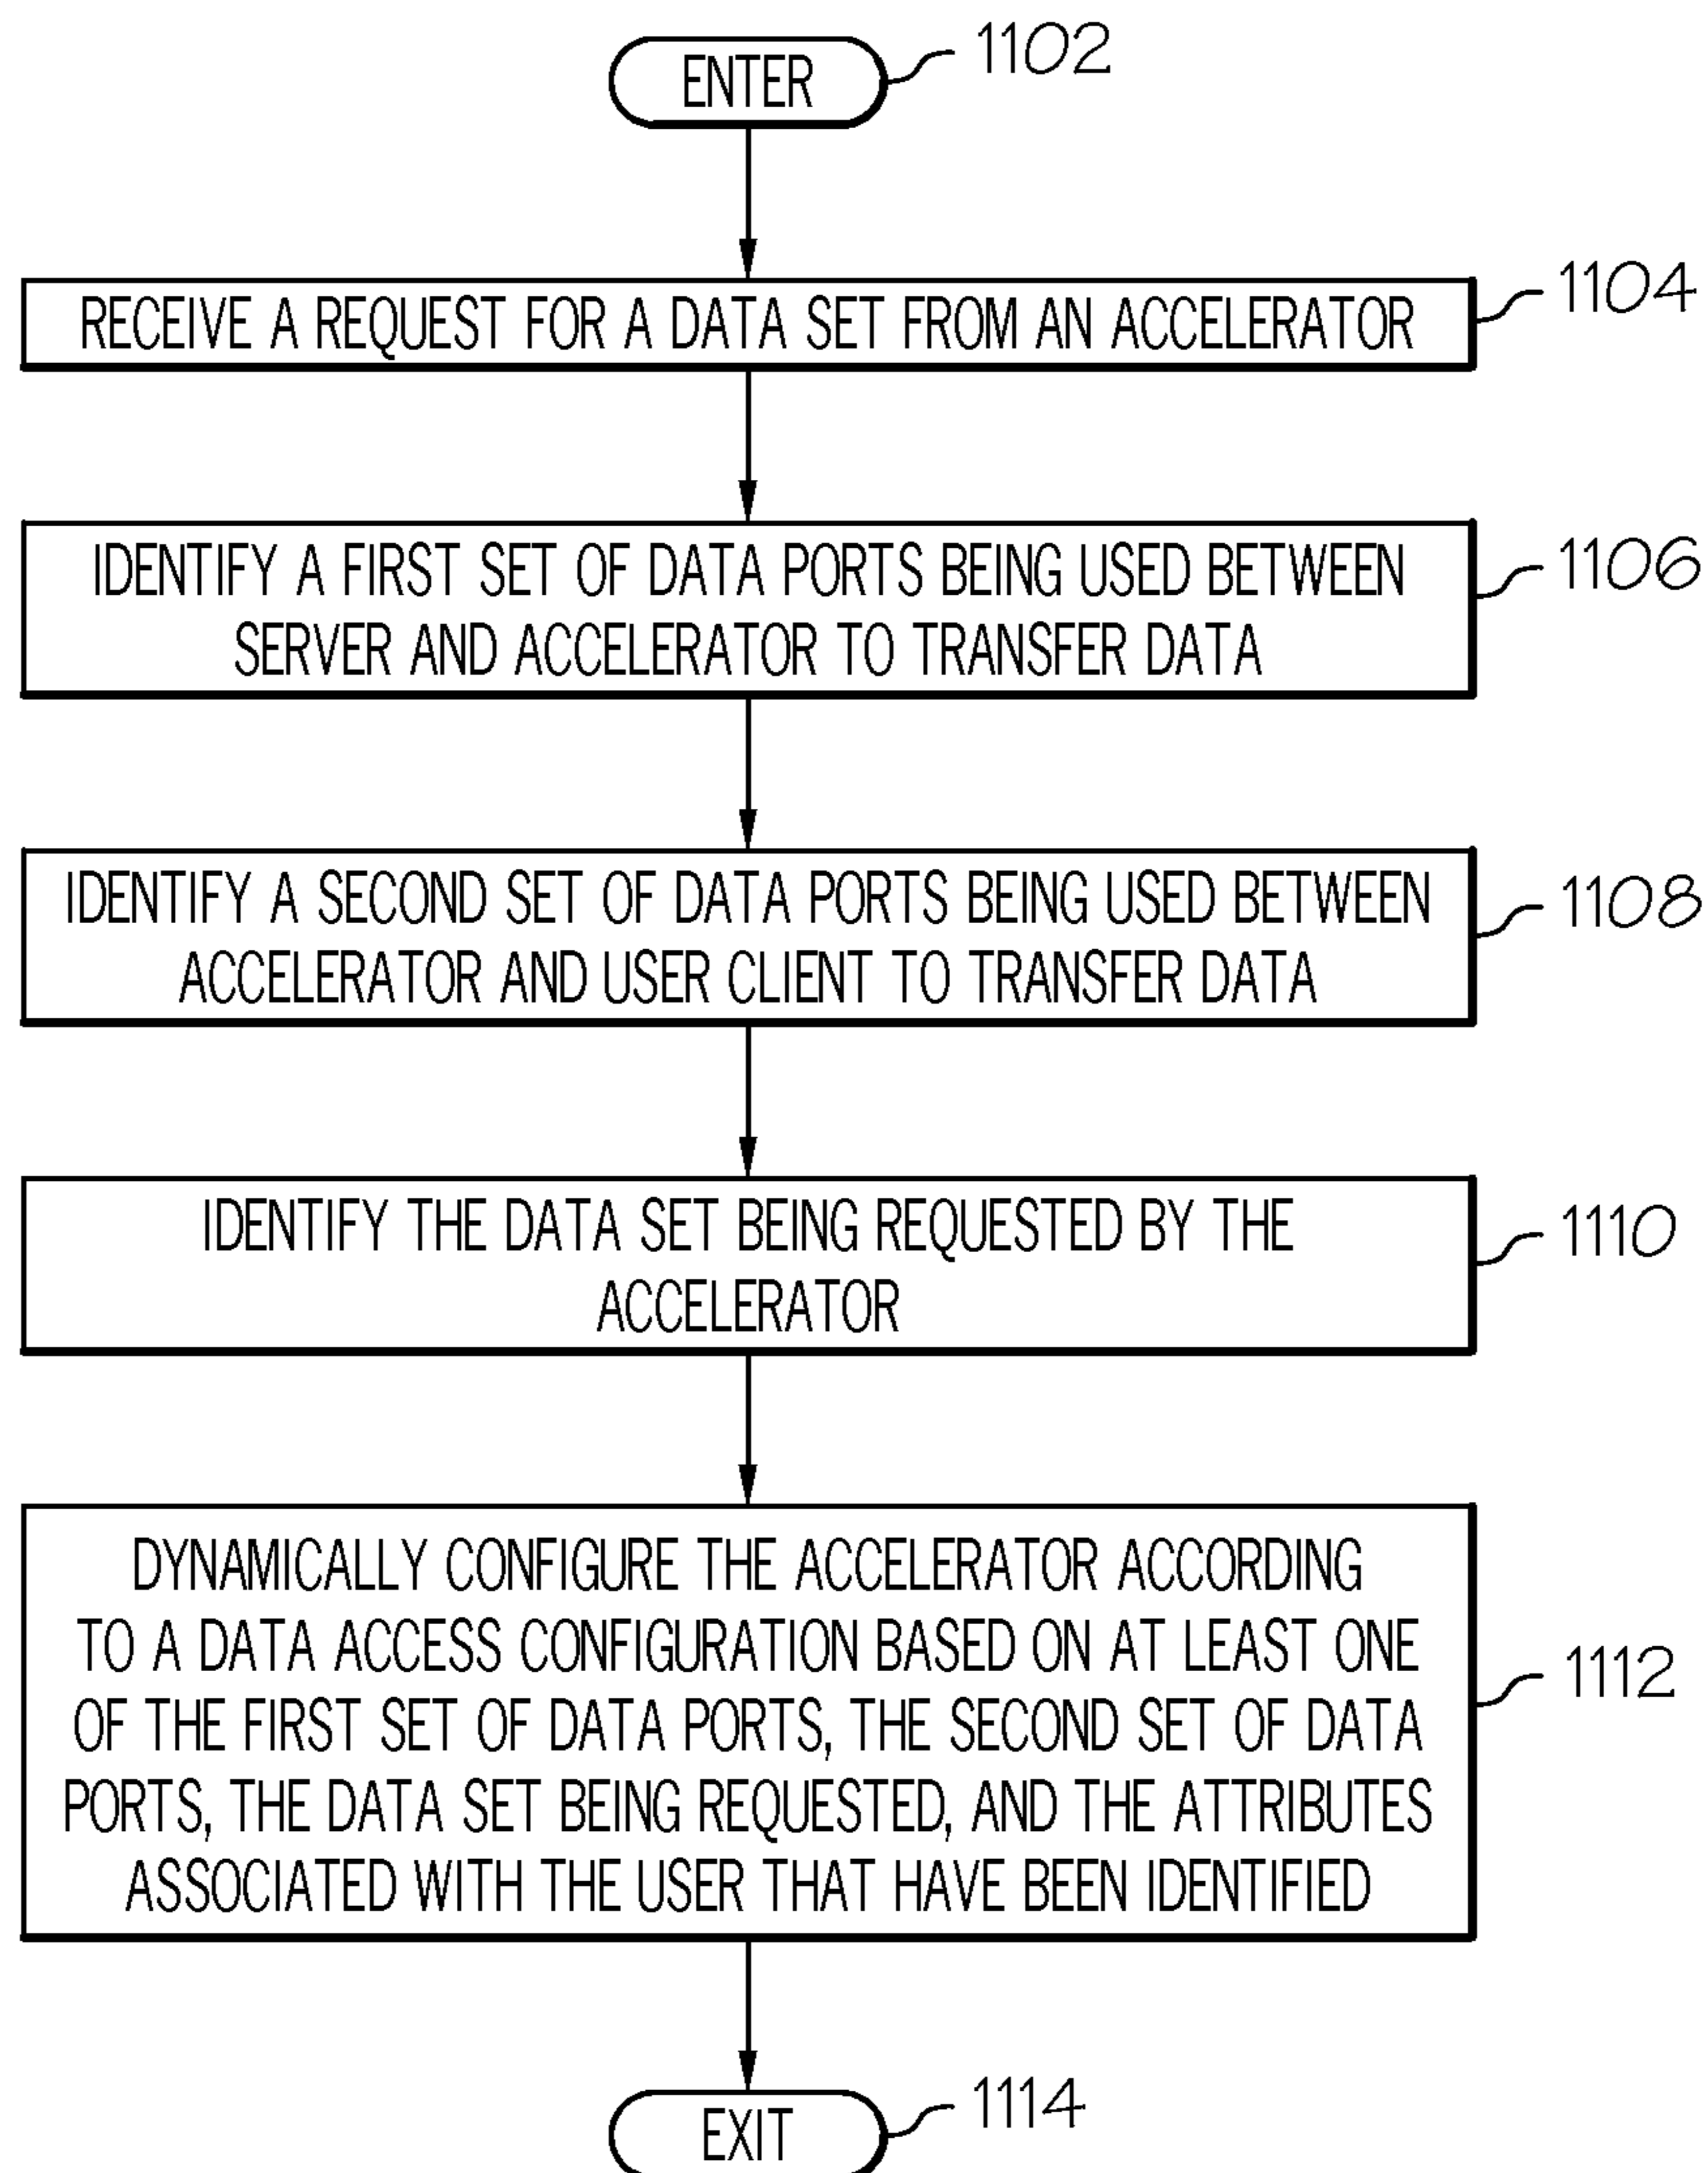 ENTER
1102
RECEIVE A REQUEST FOR A DATA SET FROM AN ACCELERATOR
1104
IDENTIFY A FIRST SET OF DATA PORTS BEING USED BETWEEN
SERVER AND ACCELERATOR TO TRANSFER DATA
1106
IDENTIFY A SECOND SET OF DATA PORTS BEING USED BETWEEN
ACCELERATOR AND USER CLIENT TO TRANSFER DATA
1108
IDENTIFY THE DATA SET BEING REQUESTED BY THE
ACCELERATOR
1110
DYNAMICALLY CONFIGURE THE ACCELERATOR ACCORDING
TO A DATA ACCESS CONFIGURATION BASED ON AT LEAST ONE
OF THE FIRST SET OF DATA PORTS, THE SECOND SET OF DATA
PORTS, THE DATA SET BEING REQUESTED, AND THE ATTRIBUTES
ASSOCIATED WITH THE USER THAT HAVE BEEN IDENTIFIED
1112
EXIT
1114